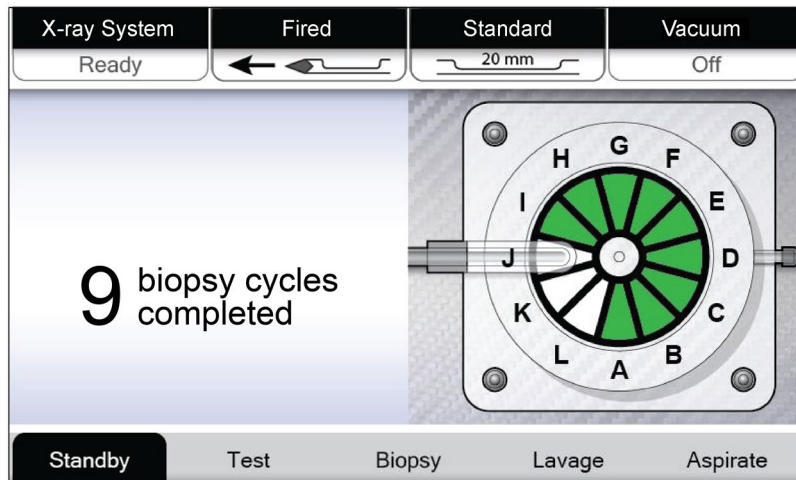 X-ray System
Fired
Standard
Vacuum
Ready
20 mm
Off
G
H
F
I
E
J
D
9 biopsy cycles
completed
K
C
L
B
A
Standby
Test
Biopsy
Lavage
Aspirate